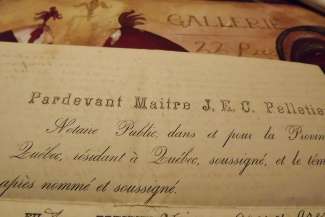 GALLERIE
22
Pardevant Maitre J. E. C. Pelletie
Notaire Public, dans et pour la Provin
Québec, résidant à Québec, soussigné, et le tém
après nommé et soussigné.